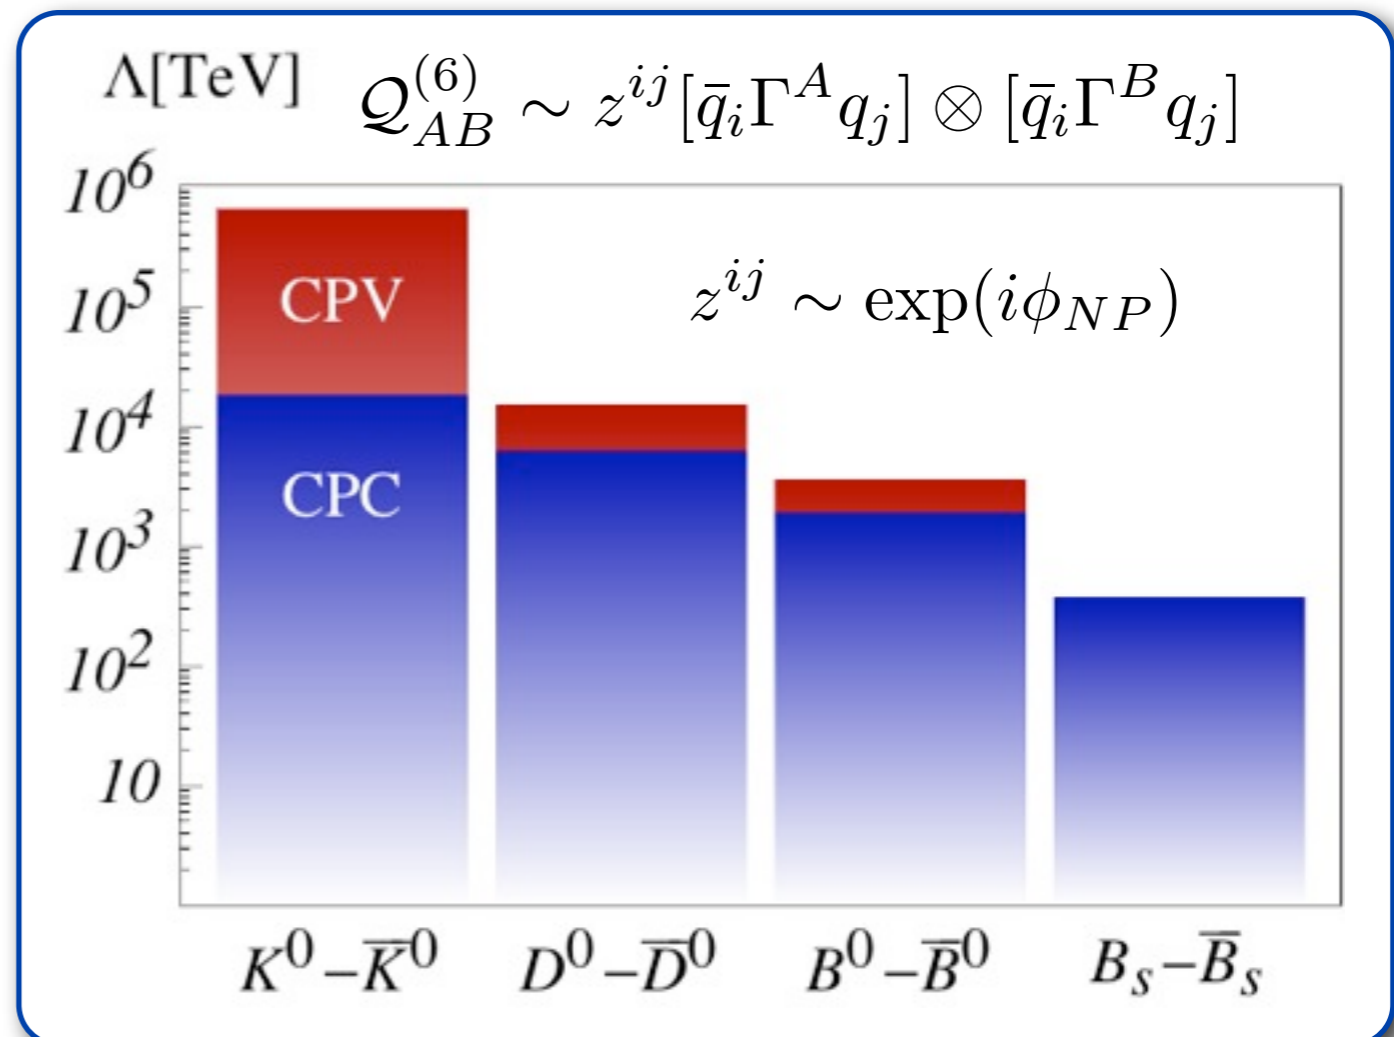 Λ[TeV] 𝒬_{AB}^{(6)} ∼ z^{ij}[q̄_iΓ^A q_j] ⊗ [q̄_iΓ^B q_j]
10^6
z^{ij} ∼ exp(iϕ_{NP})
CPV
10^5
10^4
CPC
10^3
10^2
10
K^0–K̅^0 D^0–D̅^0 B^0–B̅^0 B_s–B̅_s